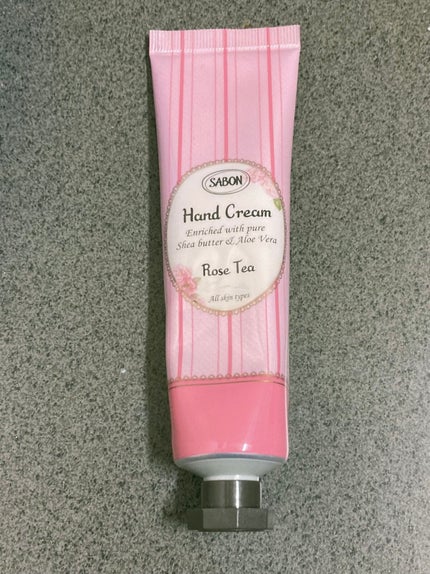 SABON
Hand Cream
Enriched with pure
Shea butter & Aloe Vera
Rose Tea
All skin types